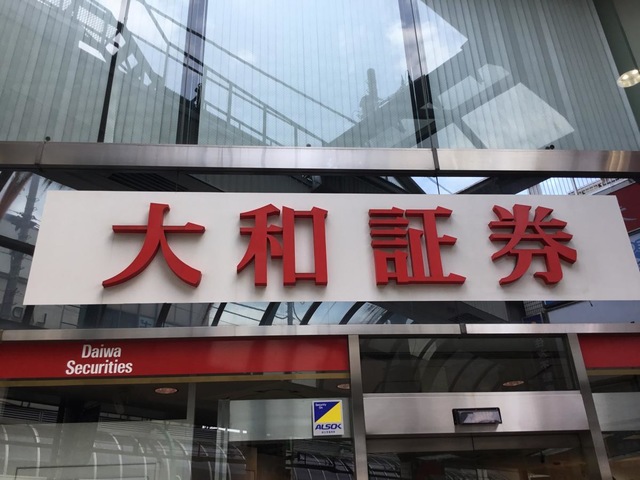 大和証券
Daiwa
Securities
ALSOK